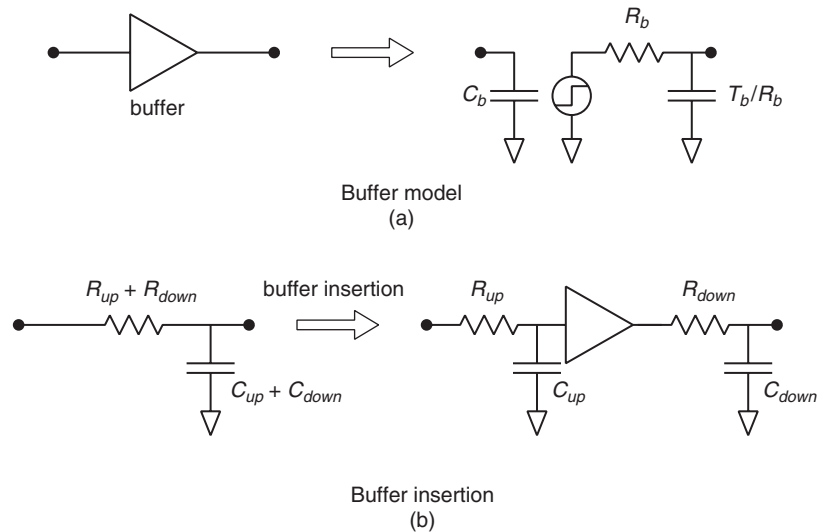 R_b
C_b
T_b/R_b
buffer
Buffer model
(a)
R_up + R_down
buffer insertion
R_up
R_down
C_up + C_down
C_up
C_down
Buffer insertion
(b)